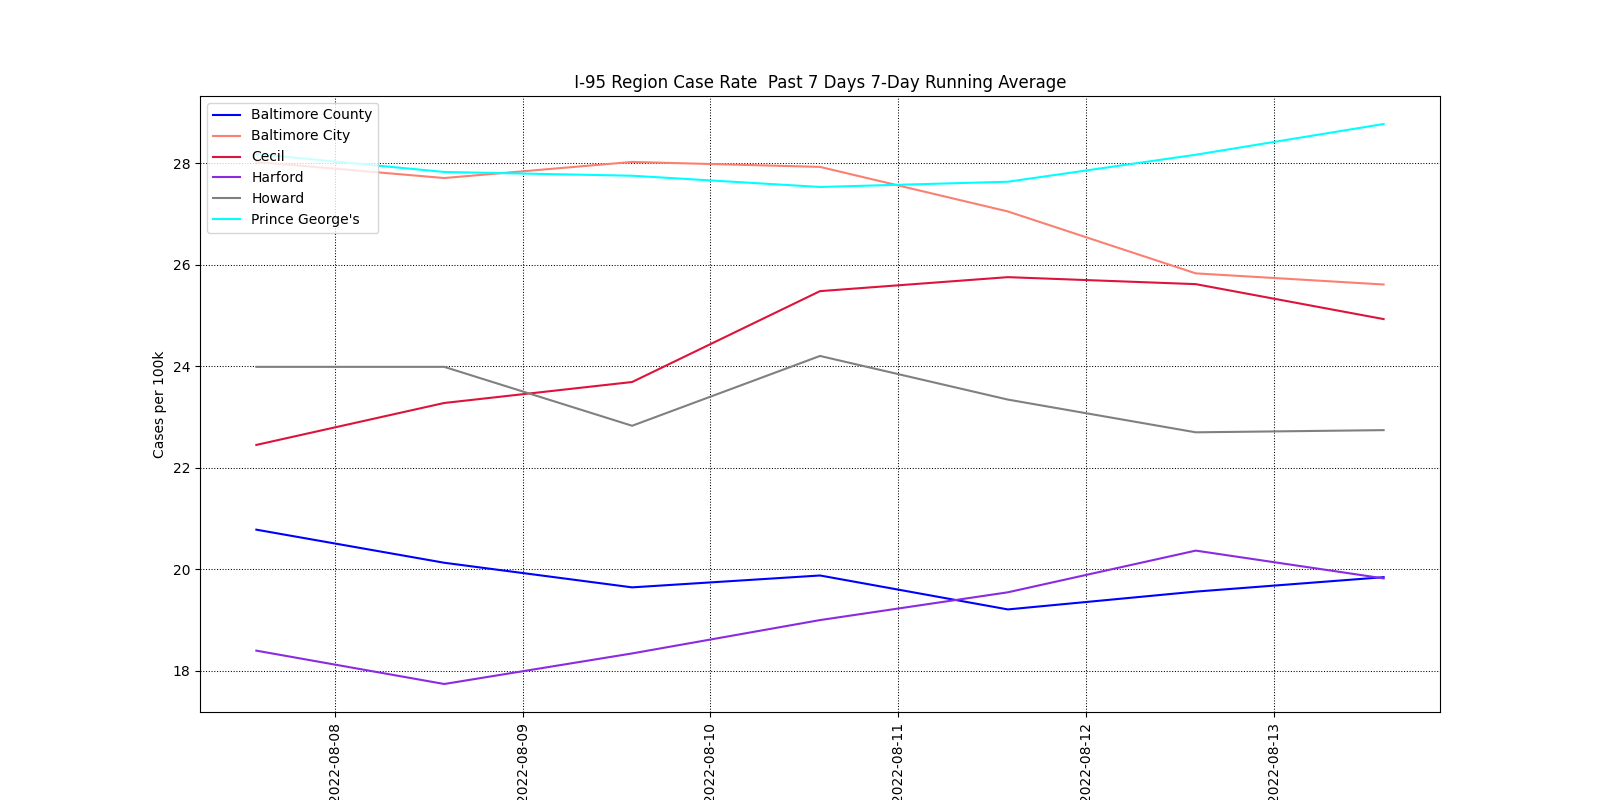 I-95 Region Case Rate  Past 7 Days 7-Day Running Average
Baltimore County
Baltimore City
Cecil
Harford
Howard
Prince George's
Cases per 100k
28
26
24
22
20
18
2022-08-08
2022-08-09
2022-08-10
2022-08-11
2022-08-12
2022-08-13